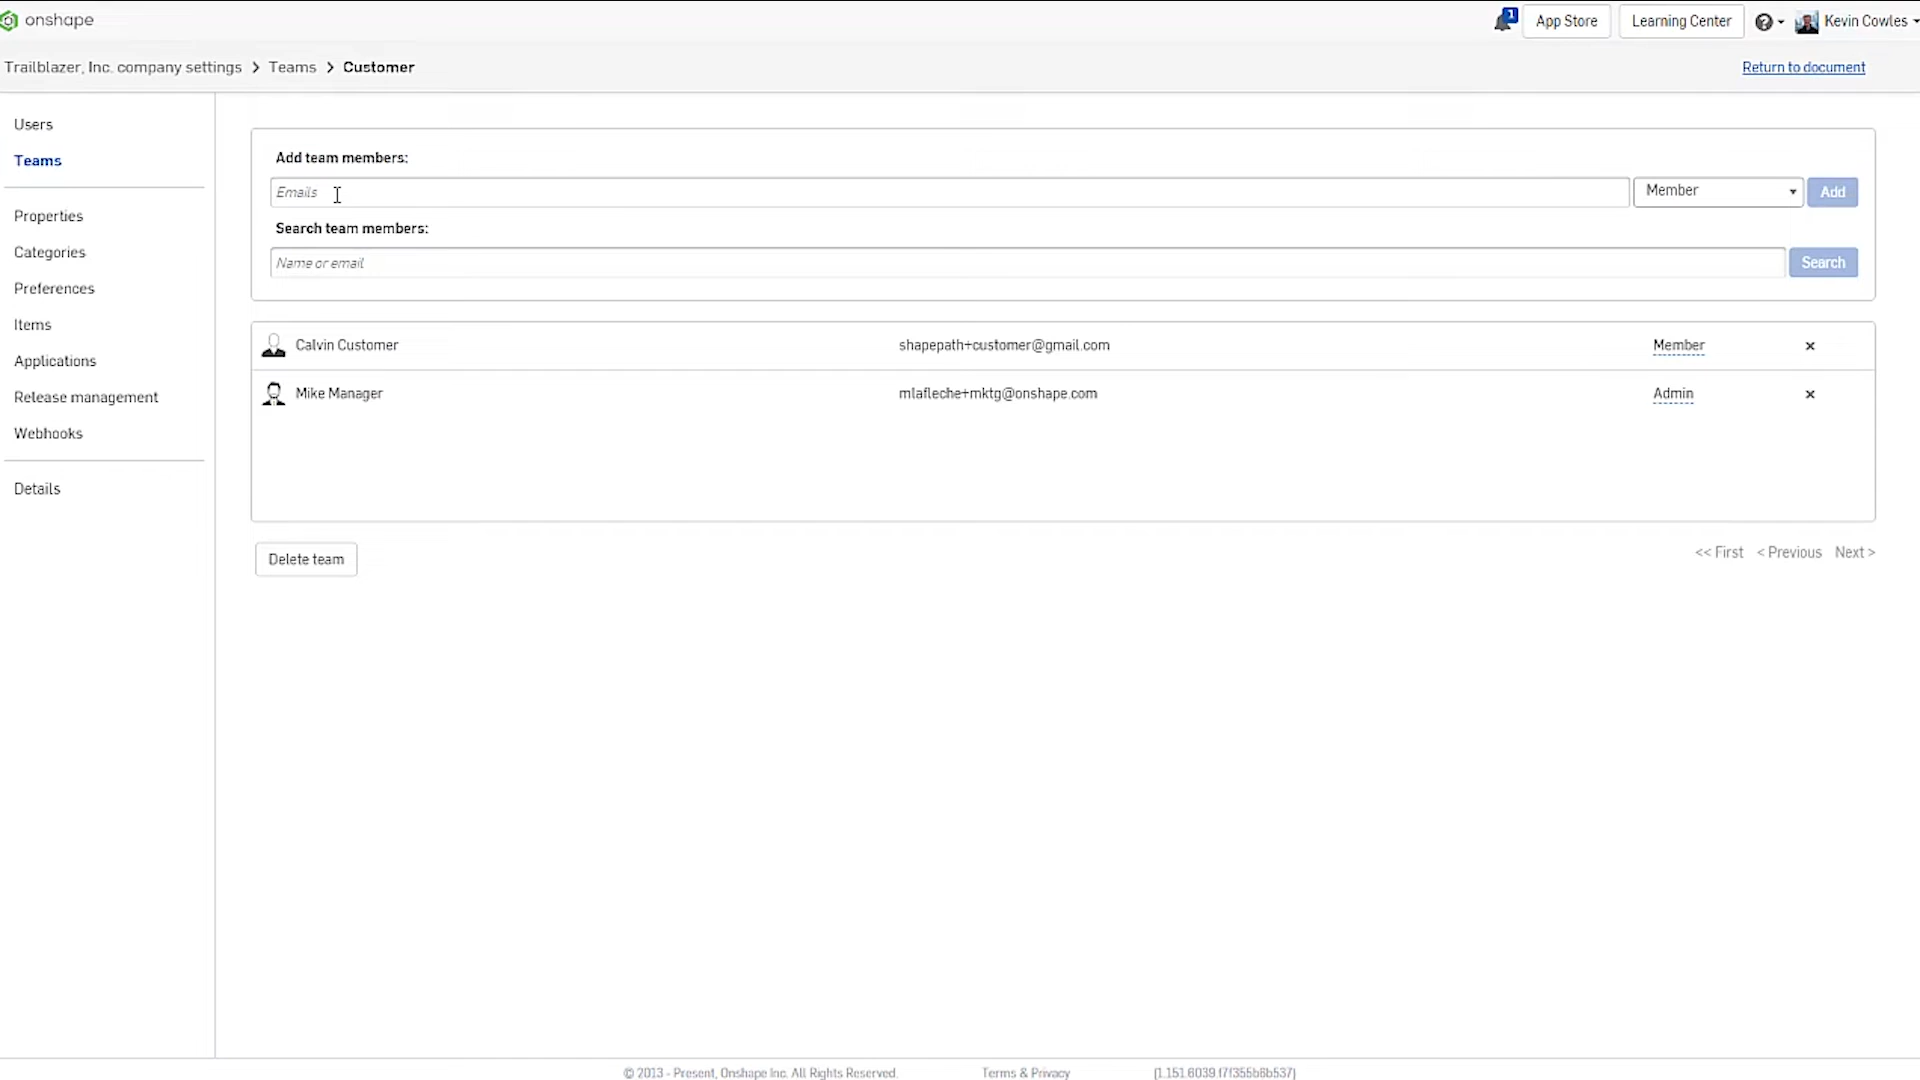 onshape
1
App Store
Learning Center
Kevin Cowles
Trailblazer, Inc. company settings > Teams > Customer
Return to document
Users
Teams
Properties
Categories
Preferences
Items
Applications
Release management
Webhooks
Details
Add team members:
Emails
Member
Add
Search team members:
Name or email
Search
Calvin Customer shapepath+customer@gmail.com Member ×
Mike Manager mlafleche+mktg@onshape.com Admin ×
Delete team
<< First < Previous Next >
© 2013 - Present, Onshape Inc. All Rights Reserved. Terms & Privacy